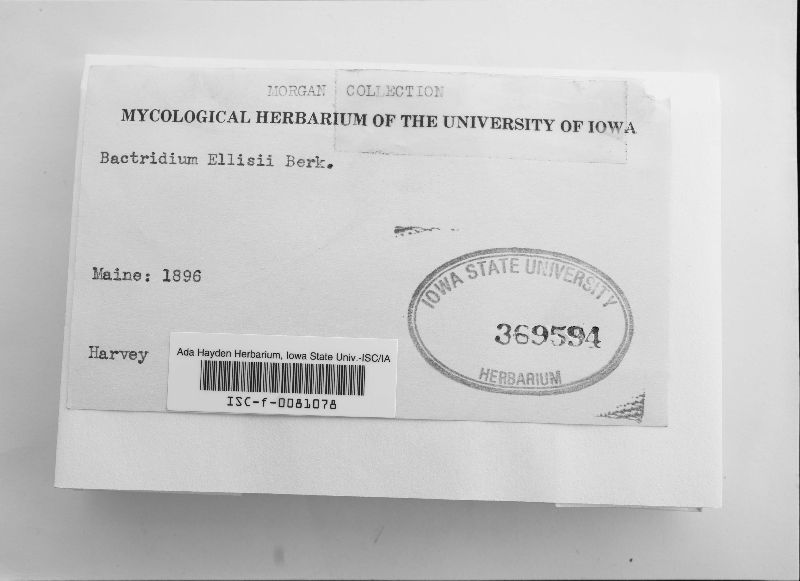 MORGAN COLLECTION
MYCOLOGICAL HERBARIUM OF THE UNIVERSITY OF IOWA
Bactridium Ellisii Berk.
Maine: 1896
Harvey
Ada Hayden Herbarium, Iowa State Univ.-ISC/IA
ISC-f-0081078
IOWA STATE UNIVERSITY
369594
HERBARIUM